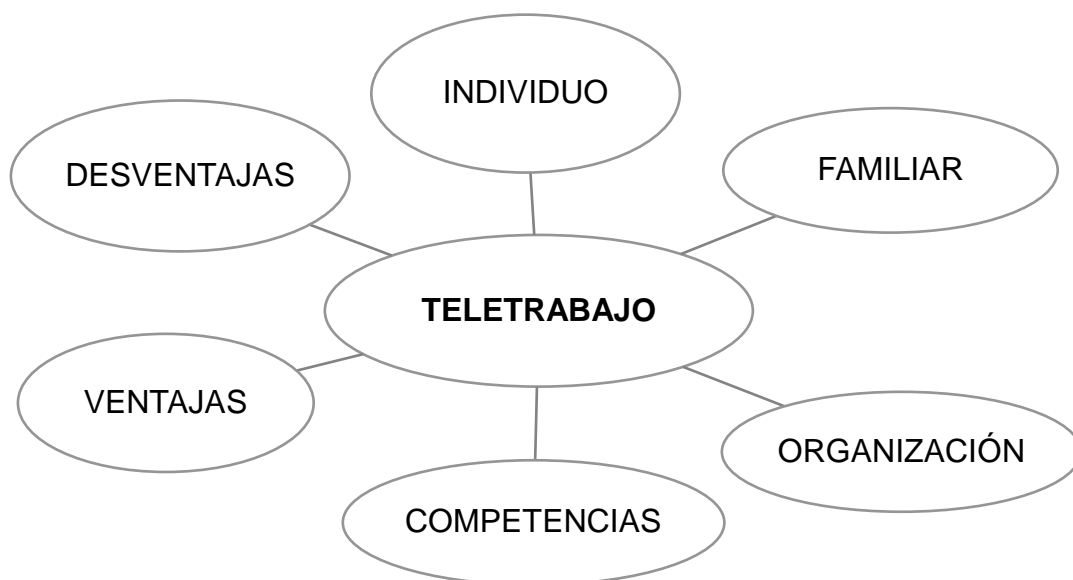 INDIVIDUO
DESVENTAJAS
FAMILIAR
TELETRABAJO
VENTAJAS
ORGANIZACIÓN
COMPETENCIAS